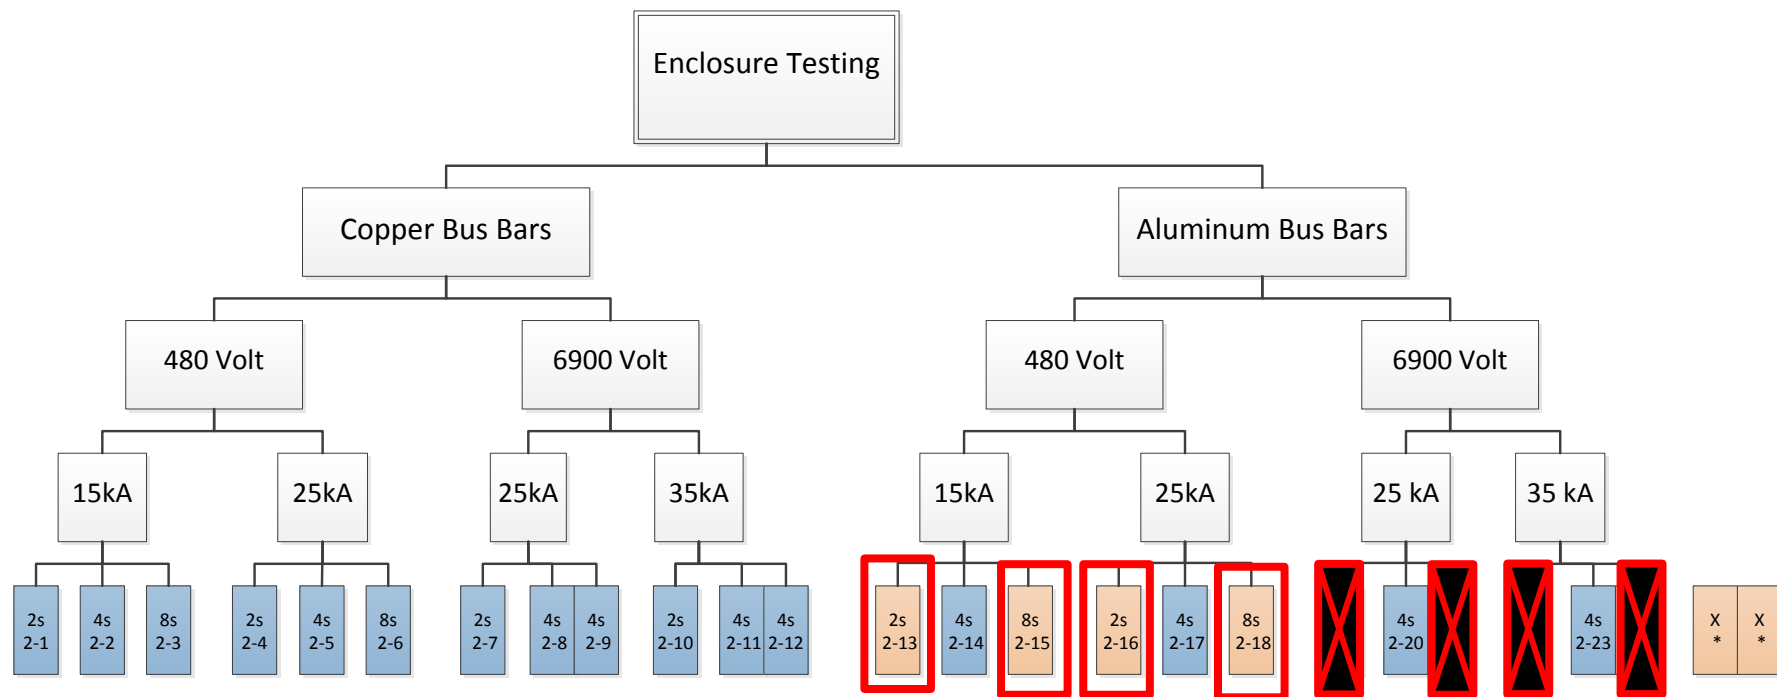 Enclosure Testing
Copper Bus Bars
Aluminum Bus Bars
480 Volt
6900 Volt
480 Volt
6900 Volt
15kA
25kA
25kA
35kA
15kA
25kA
25 kA
35 kA
2s
2-1
4s
2-2
8s
2-3
2s
2-4
4s
2-5
8s
2-6
2s
2-7
4s
2-8
4s
2-9
2s
2-10
4s
2-11
4s
2-12
2s
2-13
4s
2-14
8s
2-15
2s
2-16
4s
2-17
8s
2-18
4s
2-20
4s
2-23
X
*
X
*